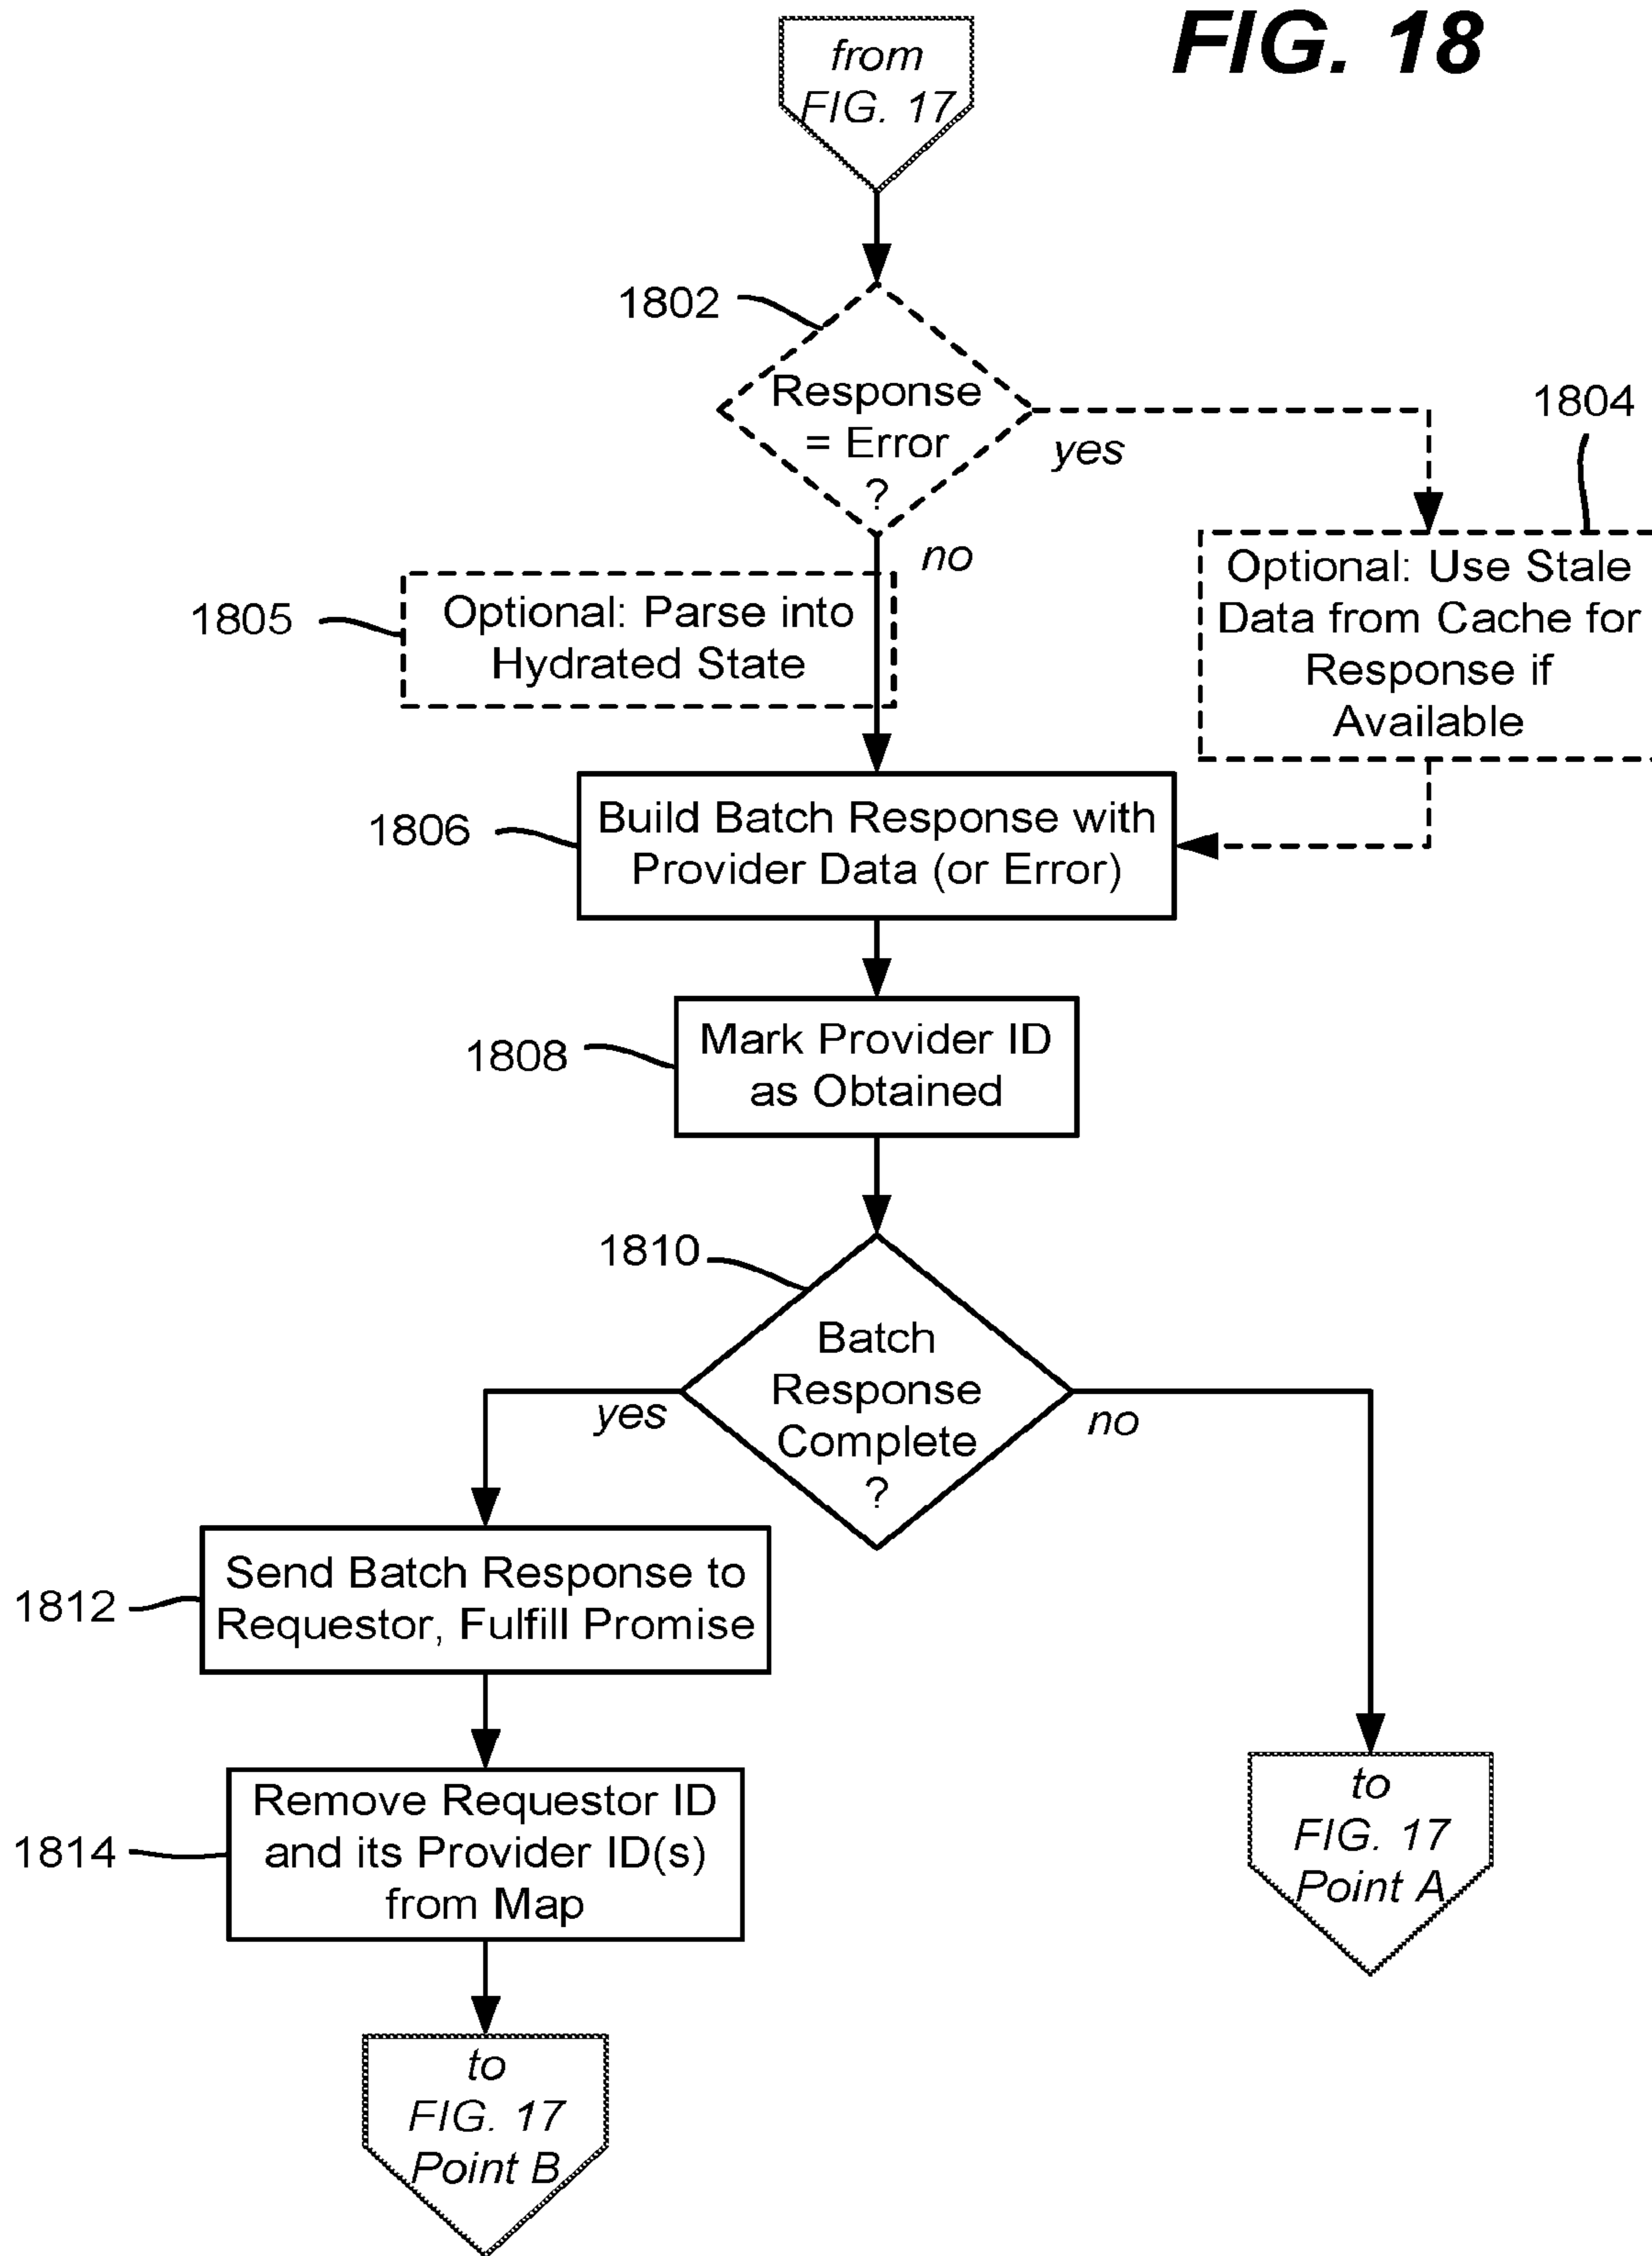 FIG. 18
from
FIG. 17
1802
Response
= Error
?
yes
no
1804
Optional: Use Stale
Data from Cache for
Response if
Available
1805
Optional: Parse into
Hydrated State
1806
Build Batch Response with
Provider Data (or Error)
1808
Mark Provider ID
as Obtained
1810
Batch
Response
Complete
?
yes
no
1812
Send Batch Response to
Requestor, Fulfill Promise
1814
Remove Requestor ID
and its Provider ID(s)
from Map
to
FIG. 17
Point A
to
FIG. 17
Point B